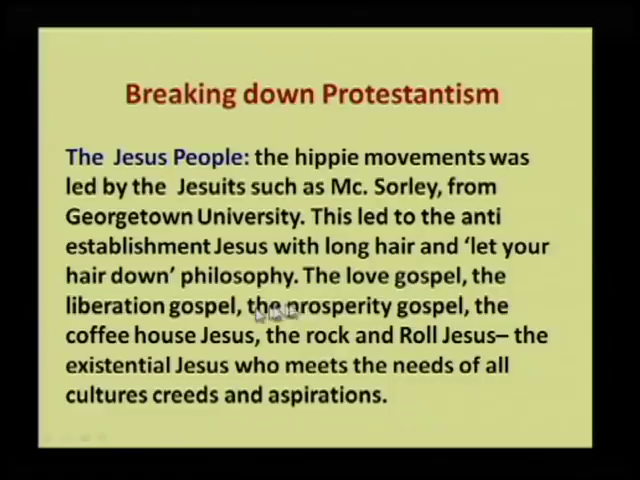 Breaking down Protestantism
The Jesus People: the hippie movements was
led by the Jesuits such as Mc. Sorley, from
Georgetown University. This led to the anti
establishment Jesus with long hair and ‘let your
hair down’ philosophy. The love gospel, the
liberation gospel, the prosperity gospel, the
coffee house Jesus, the rock and Roll Jesus– the
existential Jesus who meets the needs of all
cultures creeds and aspirations.